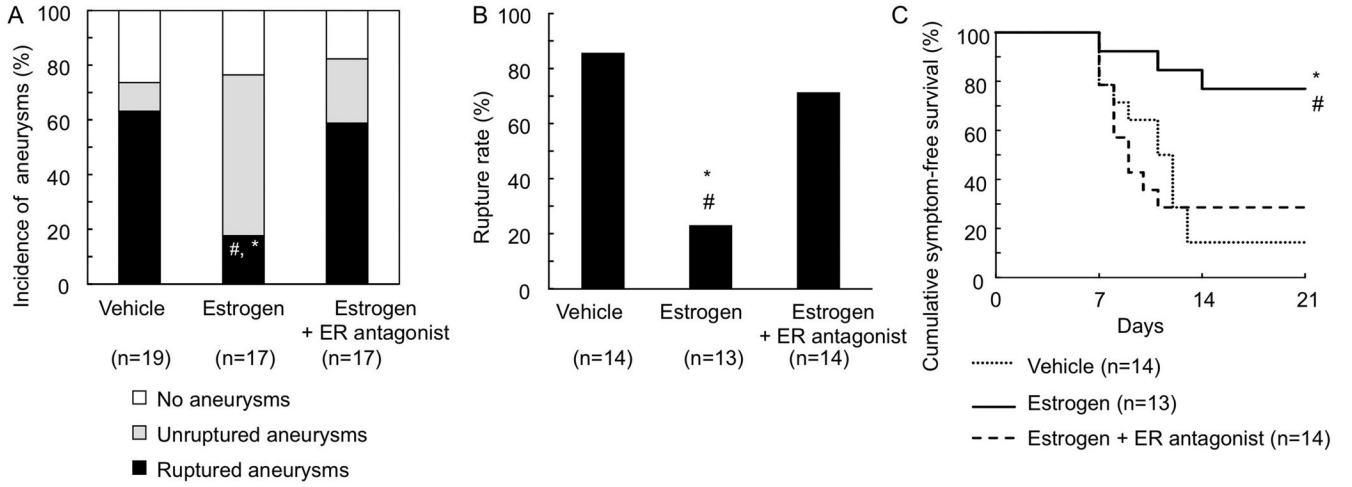 A
Incidence of aneurysms (%)
100
80
60
40
20
0
#, *
Vehicle
Estrogen
Estrogen
+ ER antagonist
(n=19)
(n=17)
(n=17)
No aneurysms
Unruptured aneurysms
Ruptured aneurysms
B
Rupture rate (%)
100
80
60
40
20
0
*
#
Vehicle
Estrogen
Estrogen
+ ER antagonist
(n=14)
(n=13)
(n=14)
C
Cumulative symptom-free survival (%)
100
80
60
40
20
0
*
#
0
7
14
21
Days
Vehicle (n=14)
Estrogen (n=13)
Estrogen + ER antagonist (n=14)